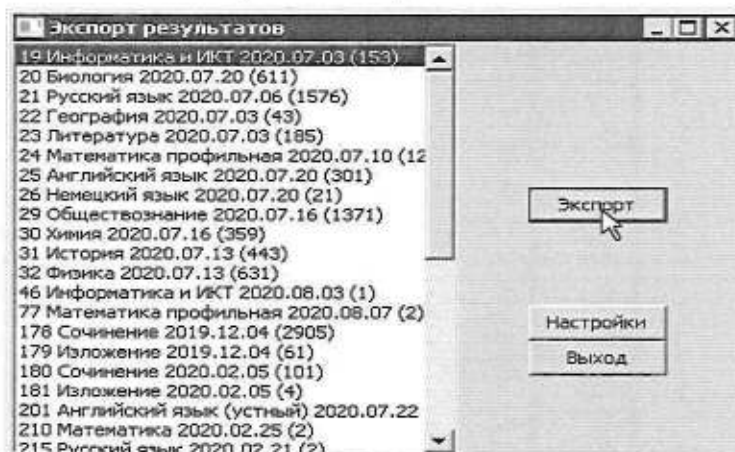 Экспорт результатов
19 Информатика и ИКТ 2020.07.03 (153)
20 Биология 2020.07.20 (611)
21 Русский язык 2020.07.06 (1576)
22 География 2020.07.03 (43)
23 Литература 2020.07.03 (185)
24 Математика профильная 2020.07.10 (12
25 Английский язык 2020.07.20 (301)
26 Немецкий язык 2020.07.20 (21)
29 Обществознание 2020.07.16 (1371)
30 Химия 2020.07.16 (359)
31 История 2020.07.13 (443)
32 Физика 2020.07.13 (631)
46 Информатика и ИКТ 2020.08.03 (1)
77 Математика профильная 2020.08.07 (2)
178 Сочинение 2019.12.04 (2905)
179 Изложение 2019.12.04 (61)
180 Сочинение 2020.02.05 (101)
181 Изложение 2020.02.05 (4)
201 Английский язык (устный) 2020.07.22
210 Математика 2020.02.25 (2)
215 Русский язык 2020.02.21 (2)
Экспорт
Настройки
Выход